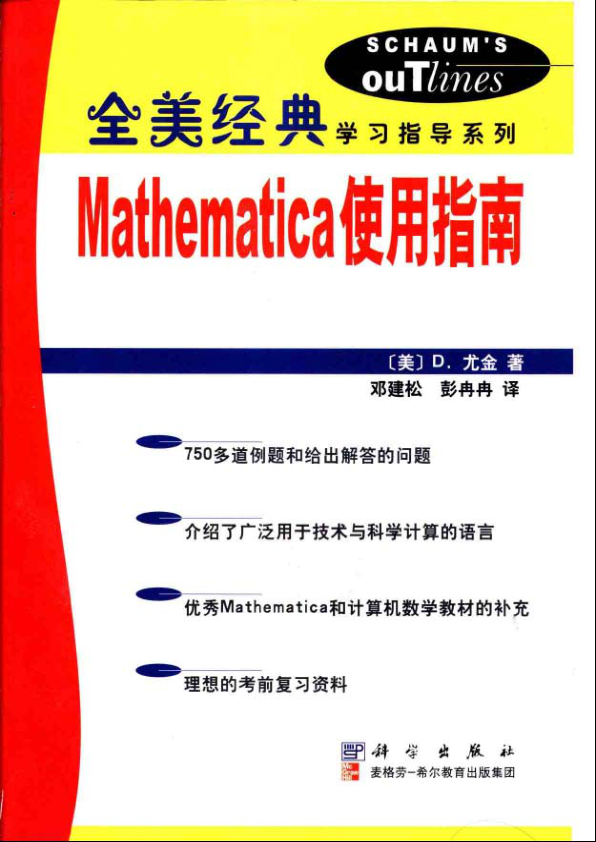 SCHAUM'S
ouTlines
全美经典学习指导系列
Mathematica使用指南
〔美〕D. 尤金 著
邓建松 彭冉冉 译
750多道例题和给出解答的问题
介绍了广泛用于技术与科学计算的语言
优秀Mathematica和计算机数学教材的补充
理想的考前复习资料
科学出版社
麦格劳-希尔教育出版集团